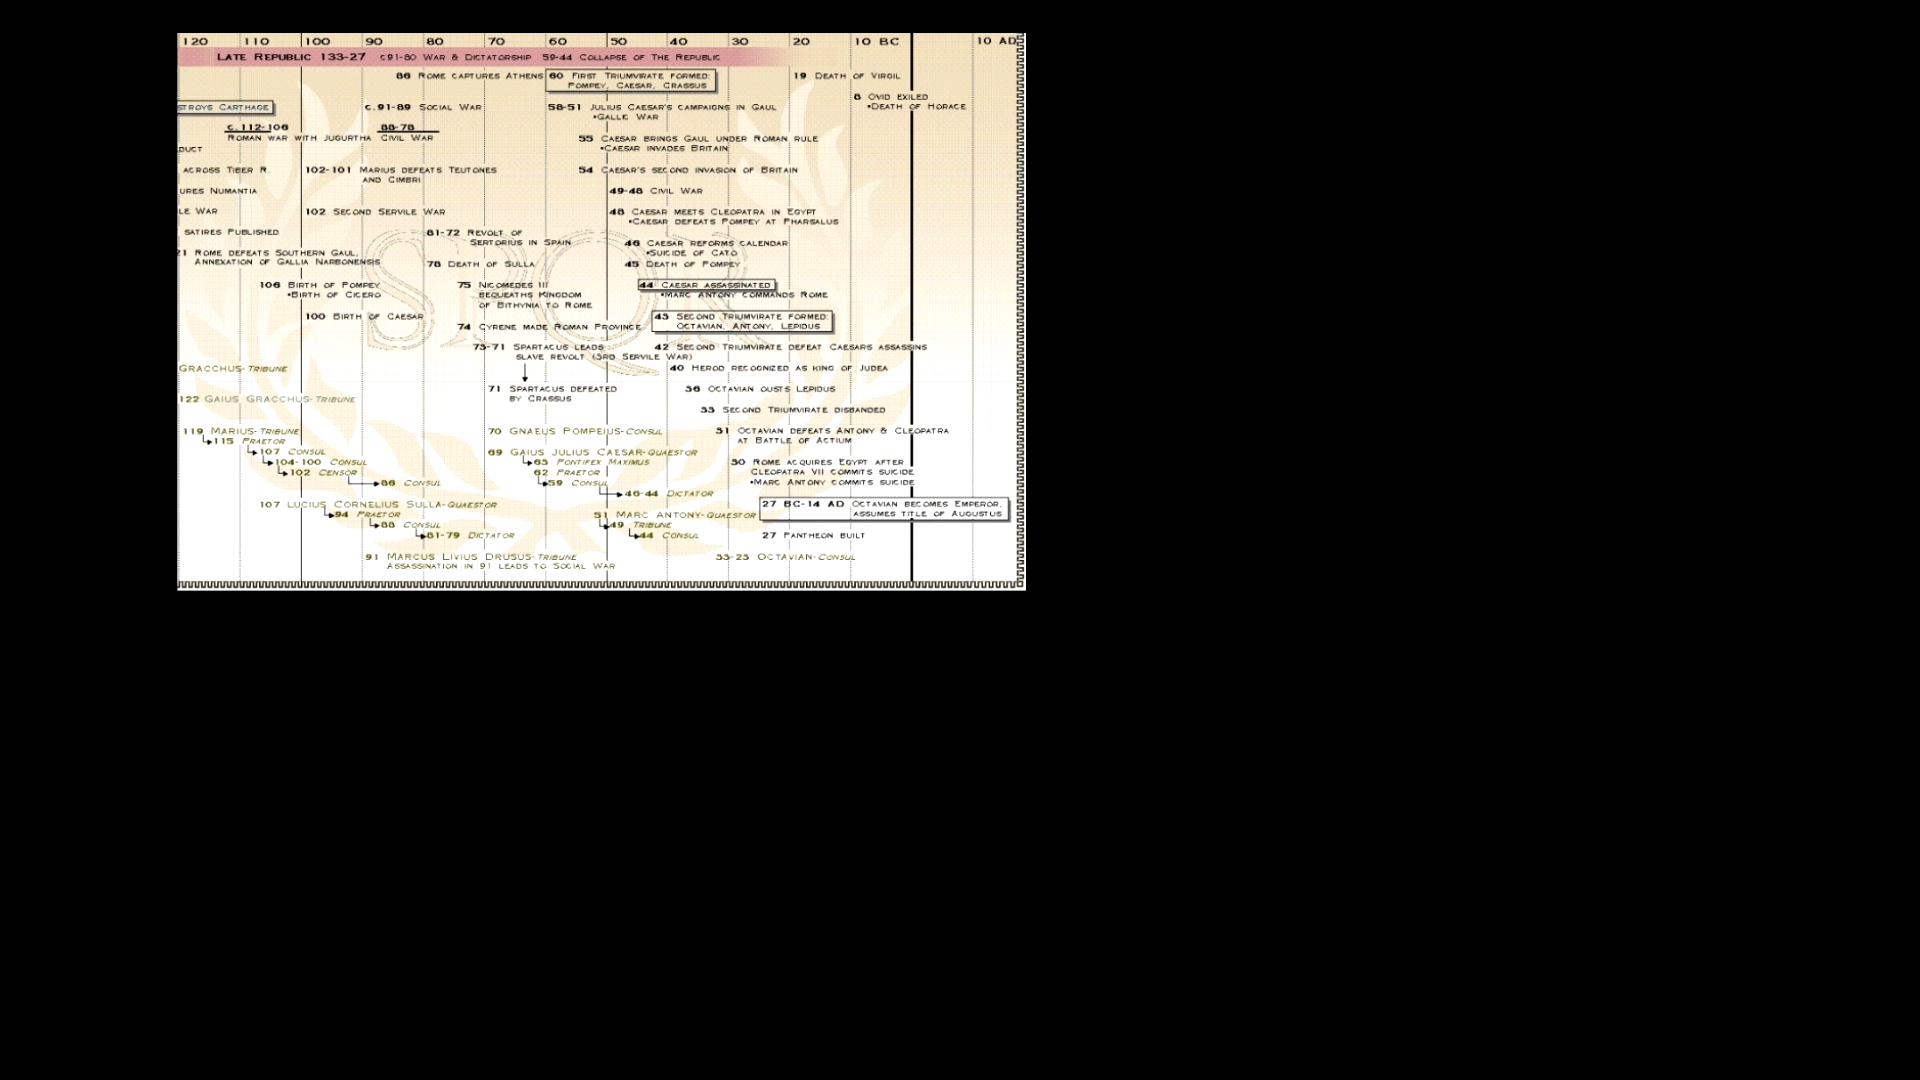 120 110 100 90 80 70 60 50 40 30 20 10 BC 10 AD
LATE REPUBLIC 133-27 C91-80 WAR & DICTATORSHIP 59-44 COLLAPSE OF THE REPUBLIC
86 ROME CAPTURES ATHENS
60 FIRST TRIUMVIRATE FORMED:
POMPEY, CAESAR, CRASSUS
19 DEATH OF VIRGIL
8 OVID EXILED
•DEATH OF HORACE
STROYS CARTHAGE
C.91-89 SOCIAL WAR
58-51 JULIUS CAESAR'S CAMPAIGNS IN GAUL
•GALLE WAR
C.112-106
ROMAN WAR WITH JUGURTHA
88-78
CIVIL WAR
55 CAESAR BRINGS GAUL UNDER ROMAN RULE
•CAESAR INVADES BRITAIN
DUCT
ACROSS TIBER R.
102-101 MARIUS DEFEATS TEUTONES
AND CIMBRI
54 CAESAR'S SECOND INVASION OF BRITAIN
URES NUMANTIA
49-48 CIVIL WAR
LE WAR
102 SECOND SERVILE WAR
48 CAESAR MEETS CLEOPATRA IN EGYPT
•CAESAR DEFEATS POMPEY AT PHARSALUS
SATIRES PUBLISHED
81-72 REVOLT OF
SERTORIUS IN SPAIN
46 CAESAR REFORMS CALENDAR
•SUICIDE OF CATO
21 ROME DEFEATS SOUTHERN GAUL,
ANNEXATION OF GALLIA NARBONENSIS
78 DEATH OF SULLA
45 DEATH OF POMPEY
106 BIRTH OF POMPEY
•BIRTH OF CICERO
75 NICOMEDES III
BEQUEATHS KINGDOM
OF BITHYNIA TO ROME
44 CAESAR ASSASSINATED
•MARC ANTONY COMMANDS ROME
100 BIRTH OF CAESAR
74 CYRENE MADE ROMAN PROVINCE
43 SECOND TRIUMVIRATE FORMED:
OCTAVIAN, ANTONY, LEPIDUS
SPQR
73-71 SPARTACUS LEADS
SLAVE REVOLT (3RD SERVILE WAR)
42 SECOND TRIUMVIRATE DEFEAT CAESARS ASSASSINS
GRACCHUS-TRIBUNE
40 HEROD RECOGNIZED AS KING OF JUDEA
71 SPARTACUS DEFEATED
BY CRASSUS
36 OCTAVIAN OUSTS LEPIDUS
122 GAIUS GRACCHUS-TRIBUNE
33 SECOND TRIUMVIRATE DISBANDED
119 MARIUS-TRIBUNE
115 PRAETOR
107 CONSUL
104-100 CONSUL
102 CENSOR
86 CONSUL
70 GNAEUS POMPEIUS-CONSUL
31 OCTAVIAN DEFEATS ANTONY & CLEOPATRA
AT BATTLE OF ACTIUM
69 GAIUS JULIUS CAESAR-QUAESTOR
63 PONTIFEX MAXIMUS
62 PRAETOR
59 CONSUL
46-44 DICTATOR
30 ROME ACQUIRES EGYPT AFTER
CLEOPATRA VII COMMITS SUICIDE
•MARC ANTONY COMMITS SUICIDE
107 LUCIUS CORNELIUS SULLA-QUAESTOR
94 PRAETOR
88 CONSUL
81-79 DICTATOR
51 MARC ANTONY-QUAESTOR
49 TRIBUNE
44 CONSUL
27 BC-14 AD OCTAVIAN BECOMES EMPEROR,
ASSUMES TITLE OF AUGUSTUS
27 PANTHEON BUILT
91 MARCUS LIVIUS DRUSUS-TRIBUNE
ASSASSINATION IN 91 LEADS TO SOCIAL WAR
33-23 OCTAVIAN-CONSUL